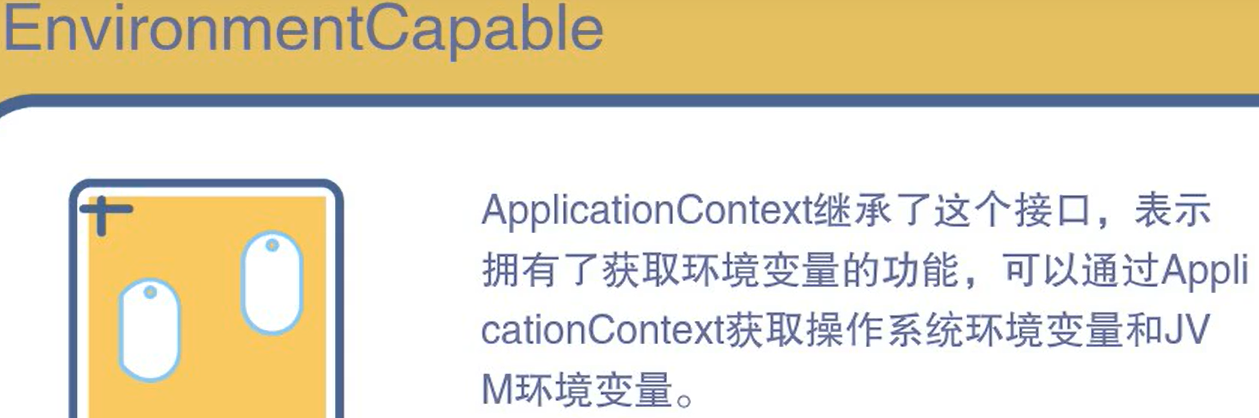 EnvironmentCapable
ApplicationContext继承了这个接口，表示
拥有了获取环境变量的功能，可以通过Appli
cationContext获取操作系统环境变量和JV
M环境变量。